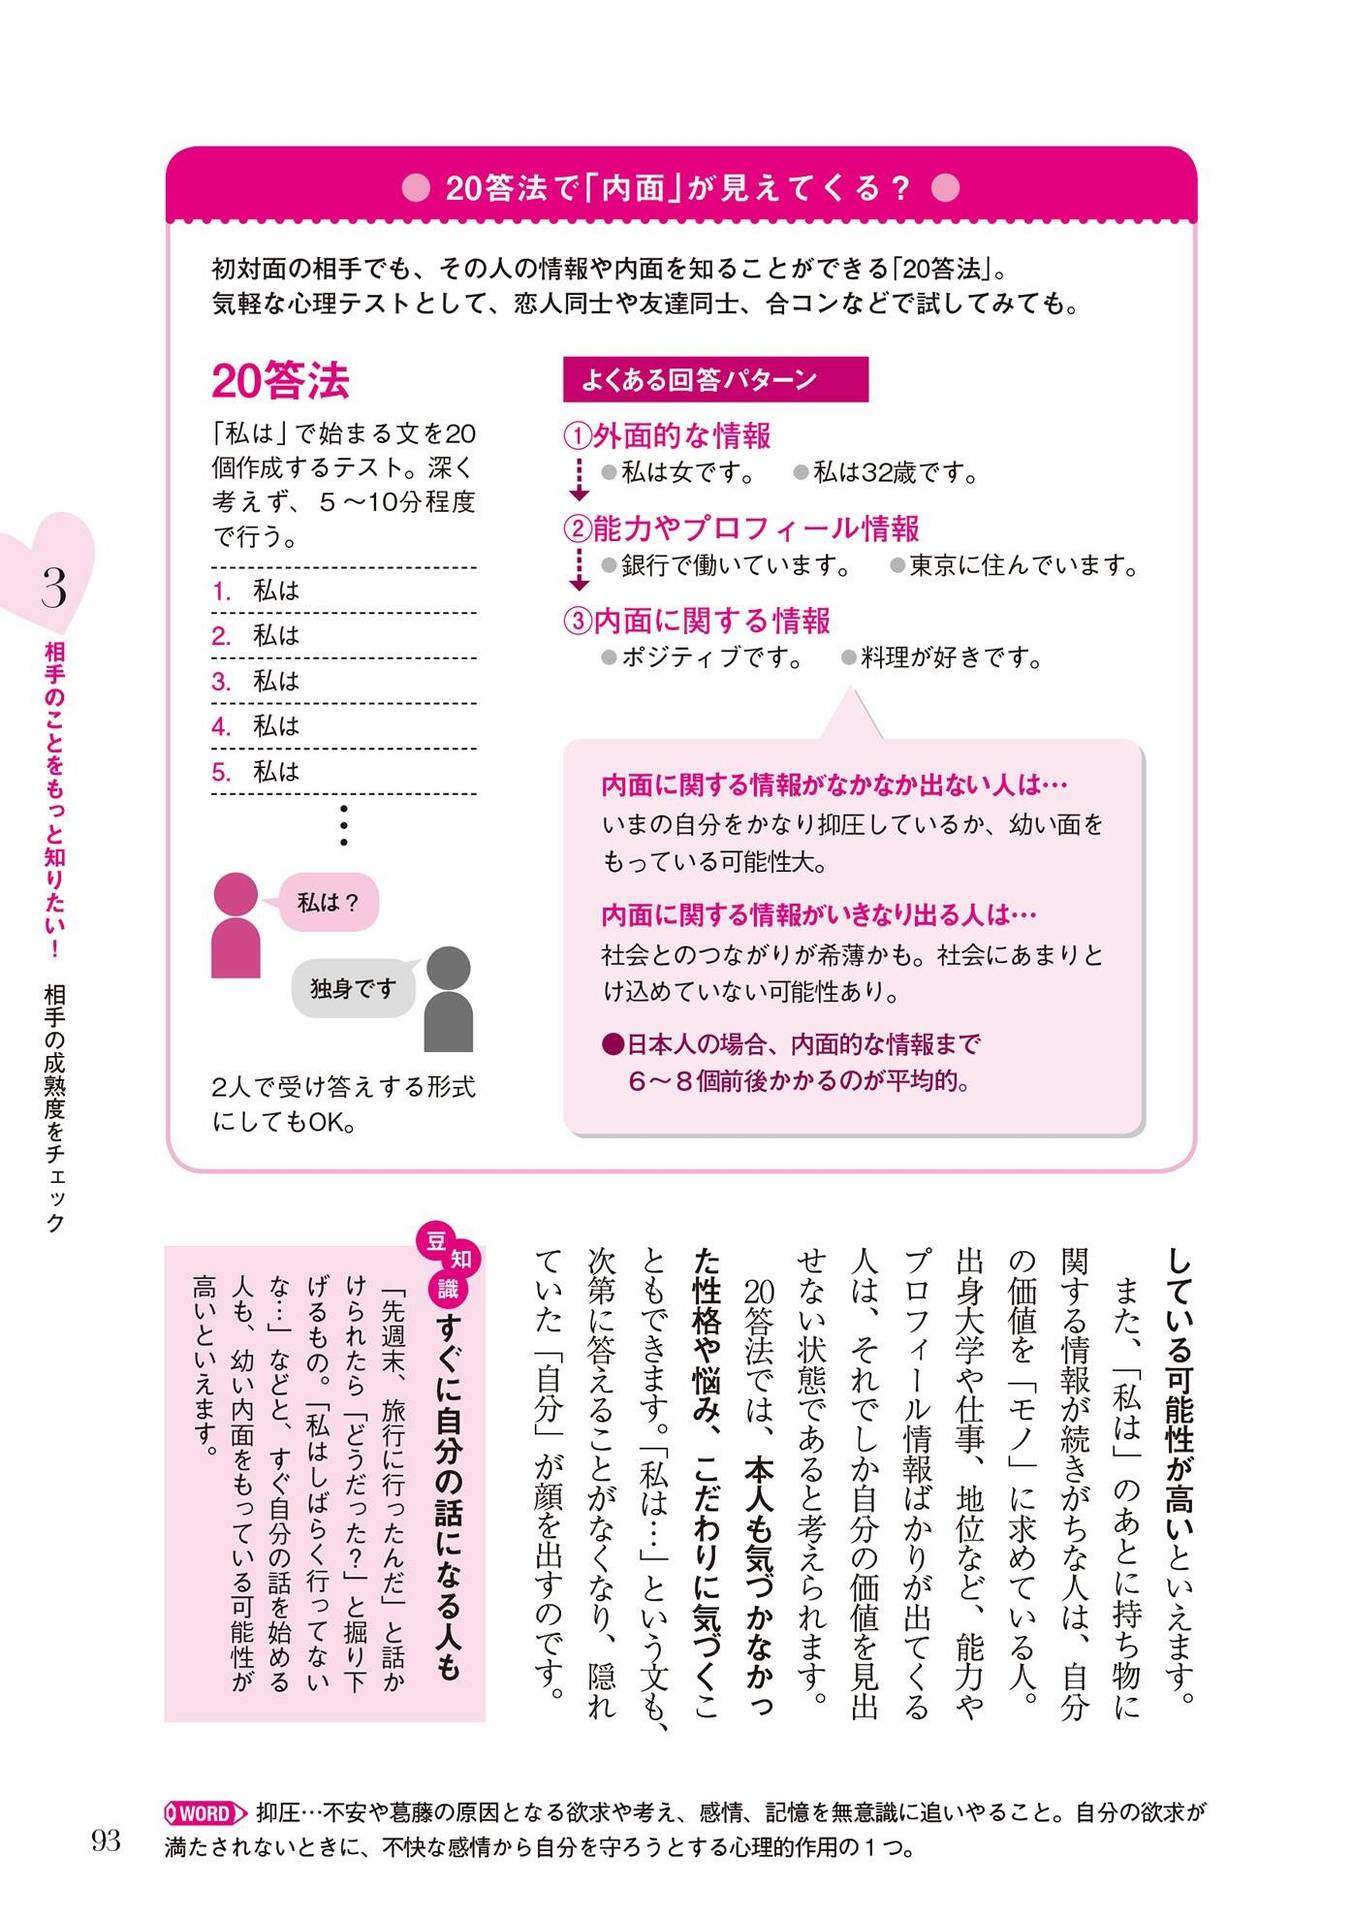 20答法で「内面」が見えてくる？
初対面の相手でも、その人の情報や内面を知ることができる「20答法」。
気軽な心理テストとして、恋人同士や友達同士、合コンなどで試してみても。
20答法
「私は」で始まる文を20
個作成するテスト。深く
考えず、５～10分程度
で行う。
1. 私は
2. 私は
3. 私は
4. 私は
5. 私は
⋮
私は？
独身です
2人で受け答えする形式
にしてもOK。
よくある回答パターン
①外面的な情報
●私は女です。 ●私は32歳です。
②能力やプロフィール情報
●銀行で働いています。 ●東京に住んでいます。
③内面に関する情報
●ポジティブです。 ●料理が好きです。
内面に関する情報がなかなか出ない人は…
いまの自分をかなり抑圧しているか、幼い面を
もっている可能性大。
内面に関する情報がいきなり出る人は…
社会とのつながりが希薄かも。社会にあまりと
け込めていない可能性あり。
●日本人の場合、内面的な情報まで
６～８個前後かかるのが平均的。
3
相手のことをもっと知りたい！　相手の成熟度をチェック
している可能性が高いといえます。
また、「私は」のあとに持ち物に
関する情報が続きがちな人は、自分
の価値を「モノ」に求めている人。
出身大学や仕事、地位など、能力や
プロフィール情報ばかりが出てくる
人は、それでしか自分の価値を見出
せない状態であると考えられます。
20答法では、本人も気づかなかっ
た性格や悩み、こだわりに気づくこ
ともできます。「私は…」という文も、
次第に答えることがなくなり、隠れ
ていた「自分」が顔を出すのです。
豆知識 すぐに自分の話になる人も
「先週末、旅行に行ったんだ」と話か
けられたら「どうだった？」と掘り下
げるもの。「私はしばらく行ってない
な…」などと、すぐ自分の話を始める
人も、幼い内面をもっている可能性が
高いといえます。
WORD 抑圧…不安や葛藤の原因となる欲求や考え、感情、記憶を無意識に追いやること。自分の欲求が
満たされないときに、不快な感情から自分を守ろうとする心理的作用の１つ。
93